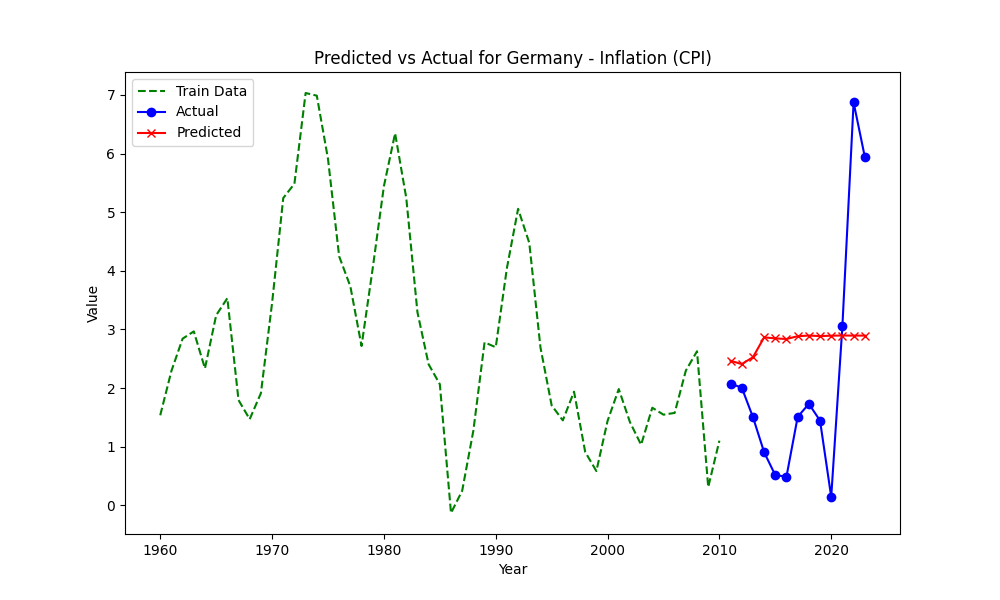 Predicted vs Actual for Germany - Inflation (CPI)
Train Data
Actual
Predicted
Value
7
6
5
4
3
2
1
0
1960 1970 1980 1990 2000 2010 2020
Year